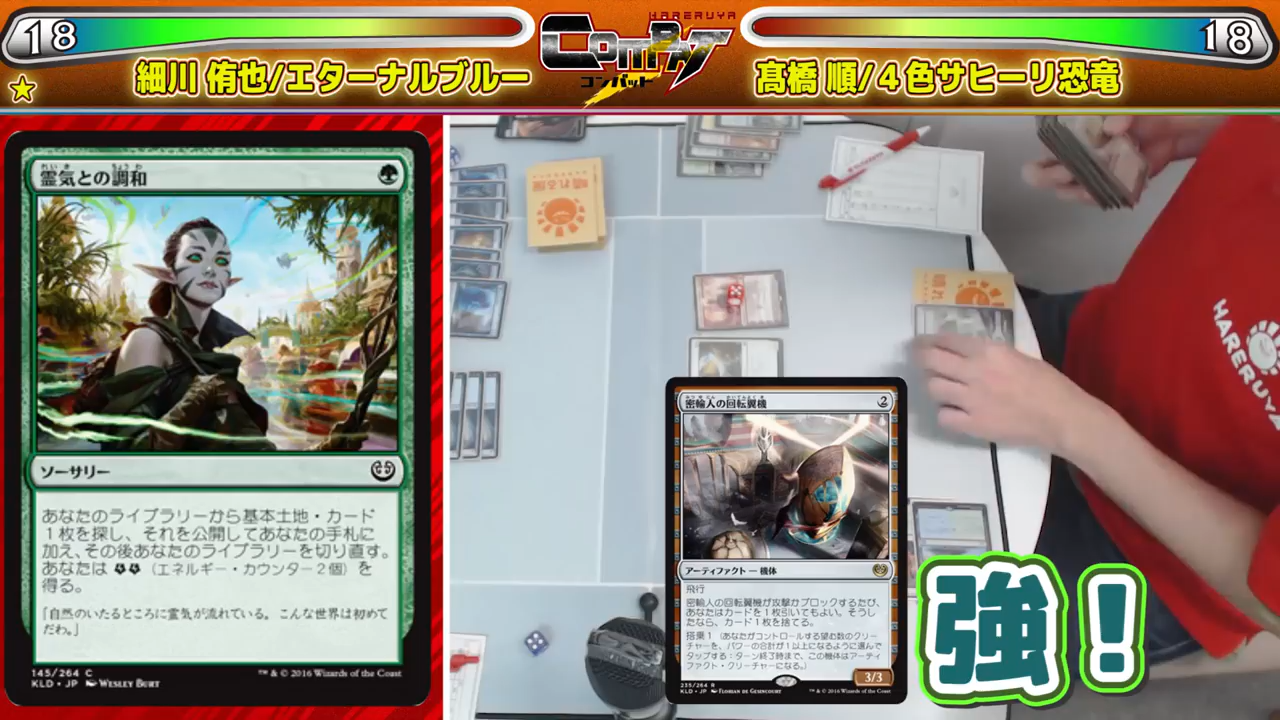 18
細川 侑也/エターナルブルー
HARERUYA
COMBAT
コンバット
18
髙橋 順/4色サヒーリ恐竜
霊気との調和
ソーサリー
あなたのライブラリーから基本土地・カード
1枚を探し、それを公開してあなたの手札に
加え、その後あなたのライブラリーを切り直す。
あなたは (エネルギー・カウンター2個) を
得る。
「自然のいたるところに霊気が流れている。こんな世界は初めて
だわ。」
145/264 C
KLD • JP Wesley Burt
™ & © 2016 Wizards of the Coast
密輸人の回転翼機
2
アーティファクト — 機体
飛行
密輸人の回転翼機が攻撃かブロックするたび、
あなたはカードを1枚引いてもよい。そうし
たなら、カード1枚を捨てる。
搭乗1(あなたがコントロールする望む数のクリー
チャーを、パワーの合計が1以上になるように選んで
タップする:ターン終了時まで、この機体はアーティ
ファクト・クリーチャーになる。)
3/3
235/264 R
KLD • JP Florian de Gesincourt
™ & © 2016 Wizards of the Coast
強!
晴れる屋
HARERUYA